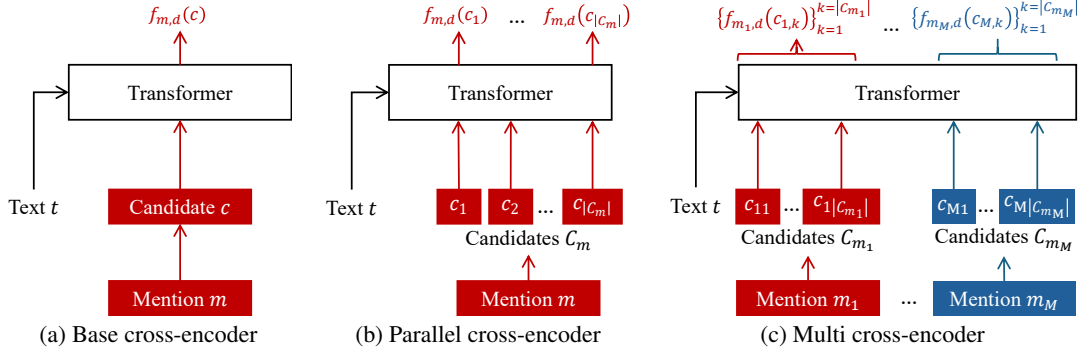 f_{m,d}(c)
Transformer
Text t
Candidate c
Mention m
(a) Base cross-encoder
f_{m,d}(c_1) ... f_{m,d}(c_{|C_m|})
Transformer
Text t
c_1 c_2 ... c_{|C_m|}
Candidates C_m
Mention m
(b) Parallel cross-encoder
{f_{m_1,d}(c_{1,k})}_{k=1}^{k=|C_{m_1}|} ... {f_{m_M,d}(c_{M,k})}_{k=1}^{k=|C_{m_M}|}
Transformer
Text t
c_{11} ... c_{1|C_{m_1}|} c_{M1} ... c_{M|C_{m_M}|}
Candidates C_{m_1} Candidates C_{m_M}
Mention m_1 ... Mention m_M
(c) Multi cross-encoder